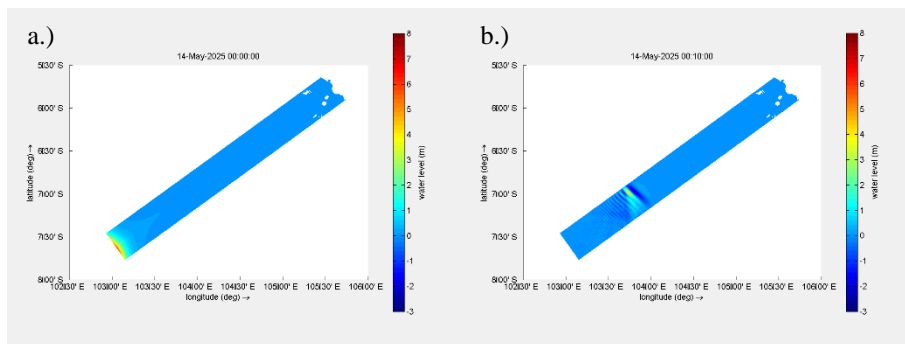 a.)
14-May-2025 00:00:00
5°30' S
6°00' S
6°30' S
7°00' S
7°30' S
8°00' S
102°30' E 103°00' E 103°30' E 104°00' E 104°30' E 105°00' E 105°30' E 106°00' E
latitude (deg) →
longitude (deg) →
8
7
6
5
4
3
2
1
0
-1
-2
-3
water level (m)
b.)
14-May-2025 00:10:00
5°30' S
6°00' S
6°30' S
7°00' S
7°30' S
8°00' S
102°30' E 103°00' E 103°30' E 104°00' E 104°30' E 105°00' E 105°30' E 106°00' E
latitude (deg) →
longitude (deg) →
8
7
6
5
4
3
2
1
0
-1
-2
-3
water level (m)